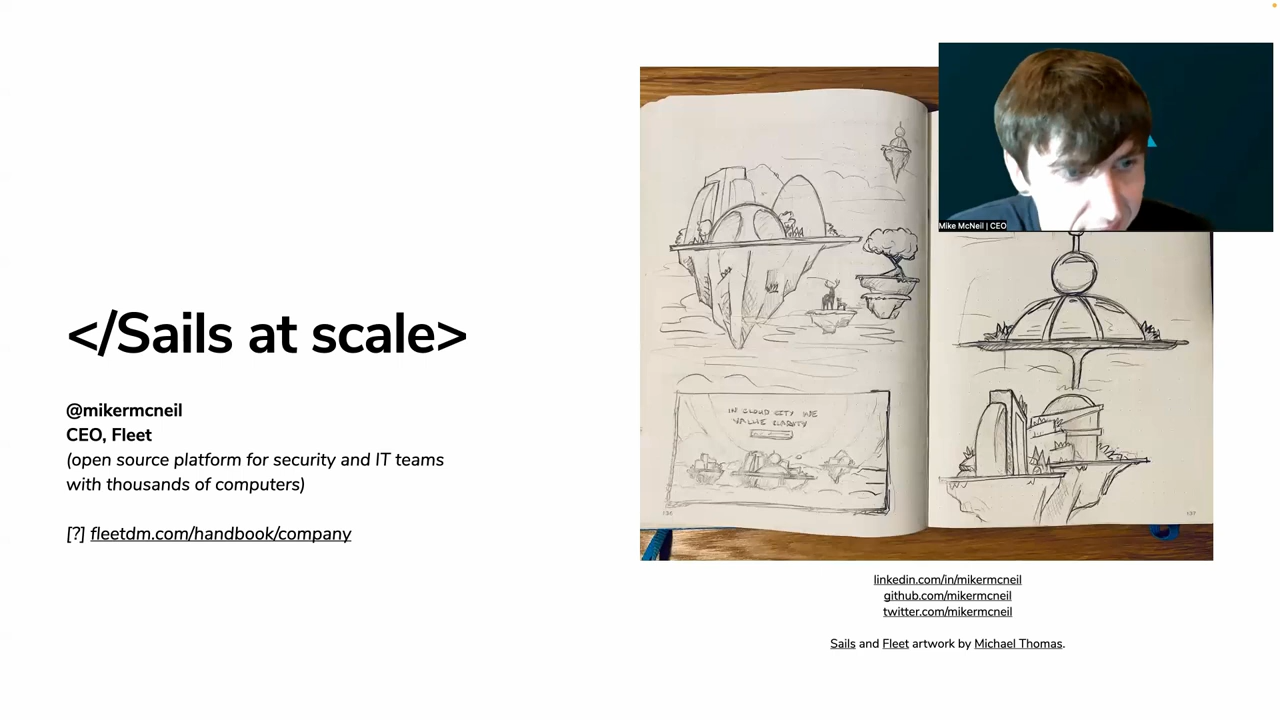 </Sails at scale>
@mikermcneil
CEO, Fleet
(open source platform for security and IT teams
with thousands of computers)
[?] fleetdm.com/handbook/company
Mike McNeil | CEO
IN CLOUD CITY WE
VALUE CLARITY
136
137
linkedin.com/in/mikermcneil
github.com/mikermcneil
twitter.com/mikermcneil
Sails and Fleet artwork by Michael Thomas.